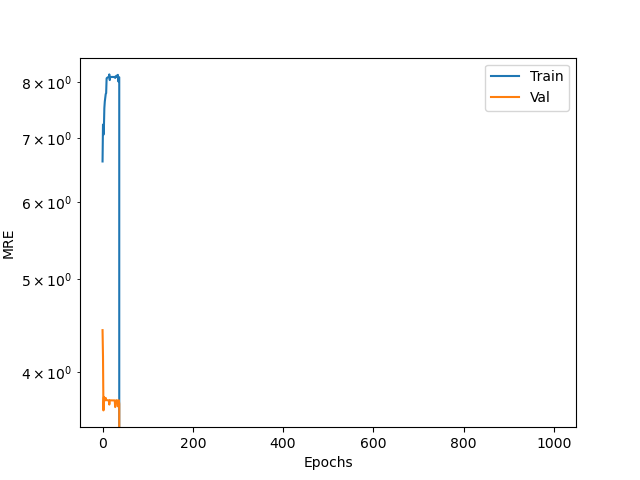 8 × 10⁰
7 × 10⁰
6 × 10⁰
5 × 10⁰
4 × 10⁰
MRE
0 200 400 600 800 1000
Epochs
Train
Val